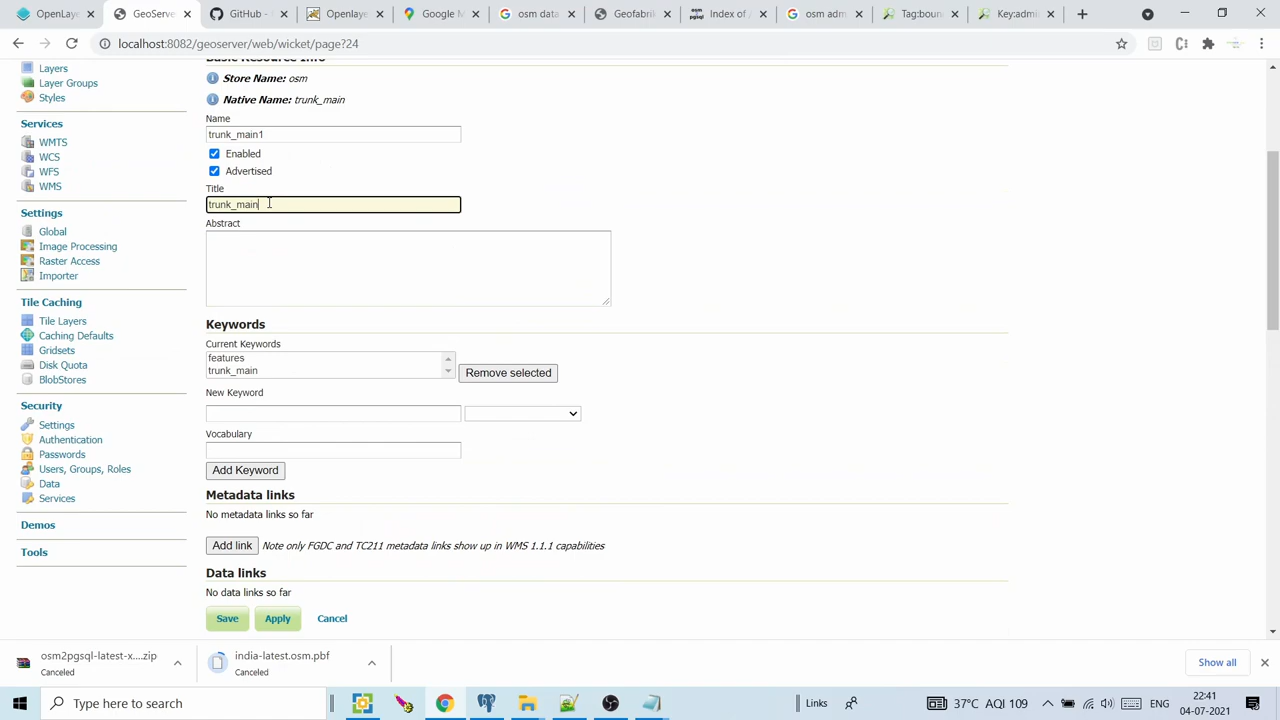 GeoServe
Openlaye
Google M
osm data
Geofabrik
Index of /
osm adm
Tag:boun
Key:admi
localhost:8082/geoserver/web/wicket/page?24
Layers
Layer Groups
Styles
Services
WMTS
WCS
WFS
WMS
Settings
Global
Image Processing
Raster Access
Importer
Tile Caching
Tile Layers
Caching Defaults
Gridsets
Disk Quota
BlobStores
Security
Settings
Authentication
Passwords
Users, Groups, Roles
Data
Services
Demos
Tools
Basic Resource Info
Store Name: osm
Native Name: trunk_main
Name
trunk_main1
Enabled
Advertised
Title
trunk_main
Abstract
Keywords
Current Keywords
features
trunk_main
Remove selected
New Keyword
Vocabulary
Add Keyword
Metadata links
No metadata links so far
Add link Note only FGDC and TC211 metadata links show up in WMS 1.1.1 capabilities
Data links
No data links so far
Save Apply Cancel
osm2pgsql-latest-x....zip
Canceled
india-latest.osm.pbf
Canceled
Show all
Type here to search
Links
37°C AQI 109
ENG
22:41
04-07-2021